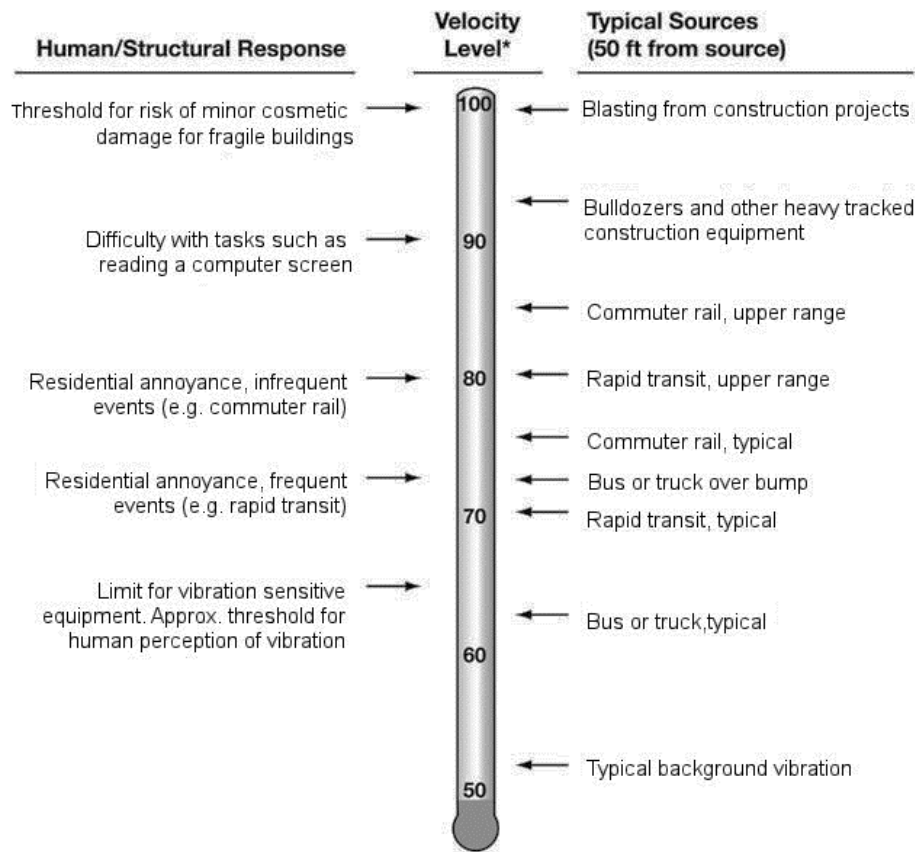 Human/Structural Response
Velocity
Level*
Typical Sources
(50 ft from source)
Threshold for risk of minor cosmetic
damage for fragile buildings
100
Blasting from construction projects
Bulldozers and other heavy tracked
construction equipment
Difficulty with tasks such as
reading a computer screen
90
Commuter rail, upper range
Residential annoyance, infrequent
events (e.g. commuter rail)
80
Rapid transit, upper range
Commuter rail, typical
Residential annoyance, frequent
events (e.g. rapid transit)
Bus or truck over bump
70
Rapid transit, typical
Limit for vibration sensitive
equipment. Approx. threshold for
human perception of vibration
Bus or truck,typical
60
Typical background vibration
50